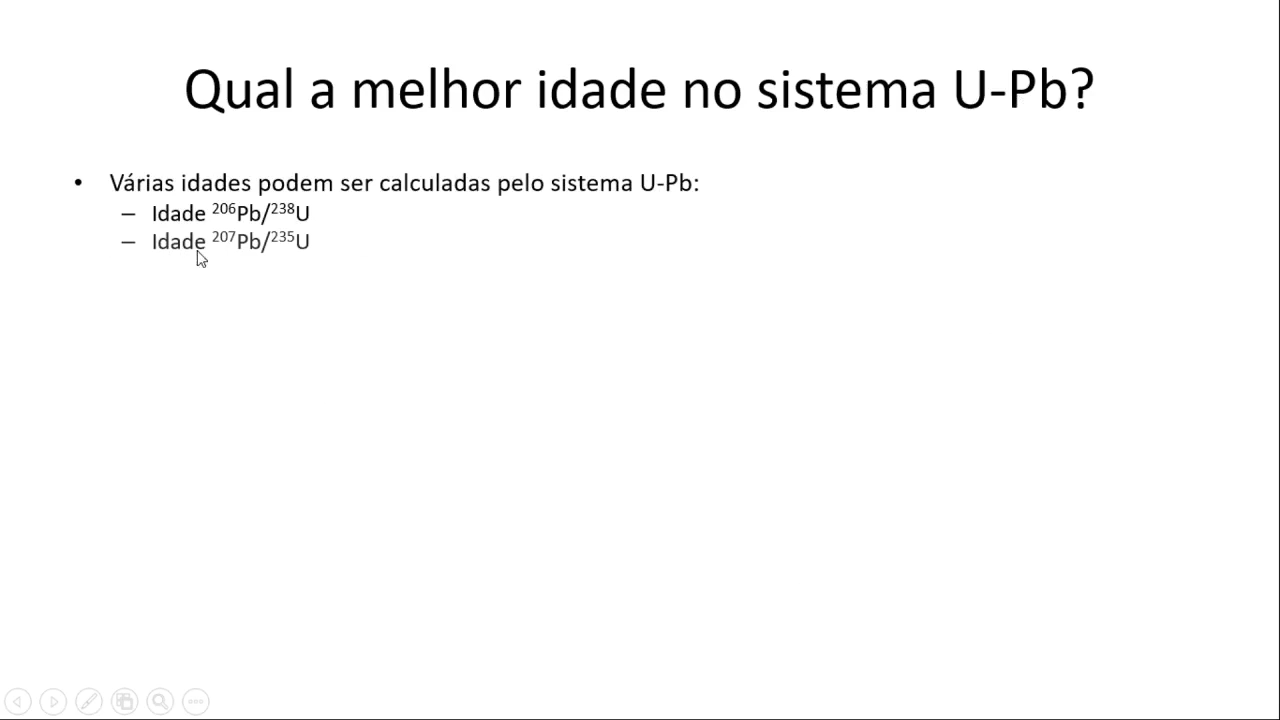 Qual a melhor idade no sistema U-Pb?
• Várias idades podem ser calculadas pelo sistema U-Pb:
– Idade ²⁰⁶Pb/²³⁸U
– Idade ²⁰⁷Pb/²³⁵U